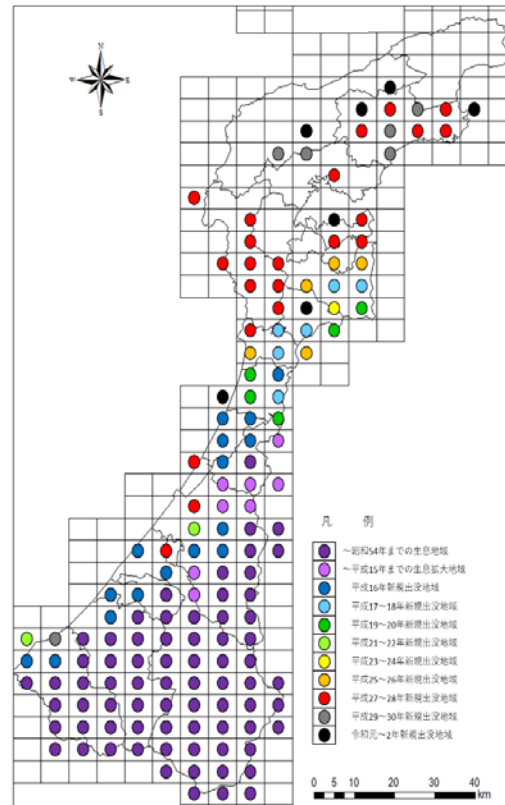 N
W
E
S
凡 例
～昭和54年までの生息地域
～平成15年までの生息拡大地域
平成16年新規出没地域
平成17～18年新規出没地域
平成19～20年新規出没地域
平成21～22年新規出没地域
平成23～24年新規出没地域
平成25～26年新規出没地域
平成27～28年新規出没地域
平成29～30年新規出没地域
令和元～2年新規出没地域
0 5 10 20 30 40
km